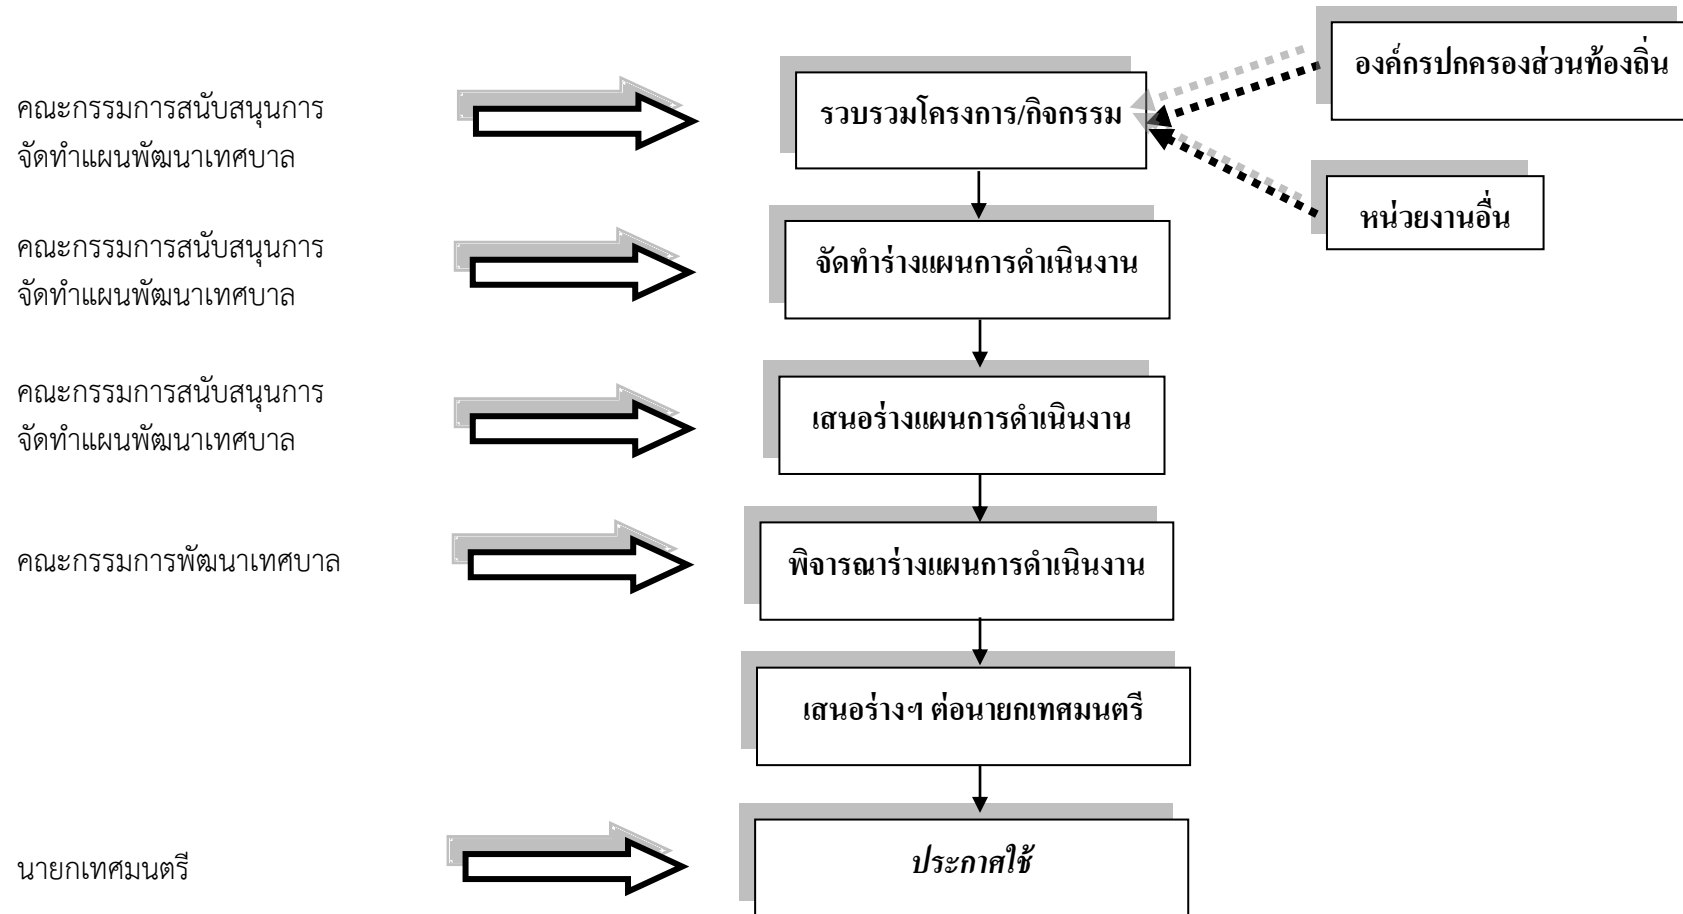 องค์กรปกครองส่วนท้องถิ่น
คณะกรรมการสนับสนุนการ
จัดทำแผนพัฒนาเทศบาล
รวบรวมโครงการ/กิจกรรม
หน่วยงานอื่น
คณะกรรมการสนับสนุนการ
จัดทำแผนพัฒนาเทศบาล
จัดทำร่างแผนการดำเนินงาน
คณะกรรมการสนับสนุนการ
จัดทำแผนพัฒนาเทศบาล
เสนอร่างแผนการดำเนินงาน
คณะกรรมการพัฒนาเทศบาล
พิจารณาร่างแผนการดำเนินงาน
เสนอร่างฯ ต่อนายกเทศมนตรี
นายกเทศมนตรี
ประกาศใช้